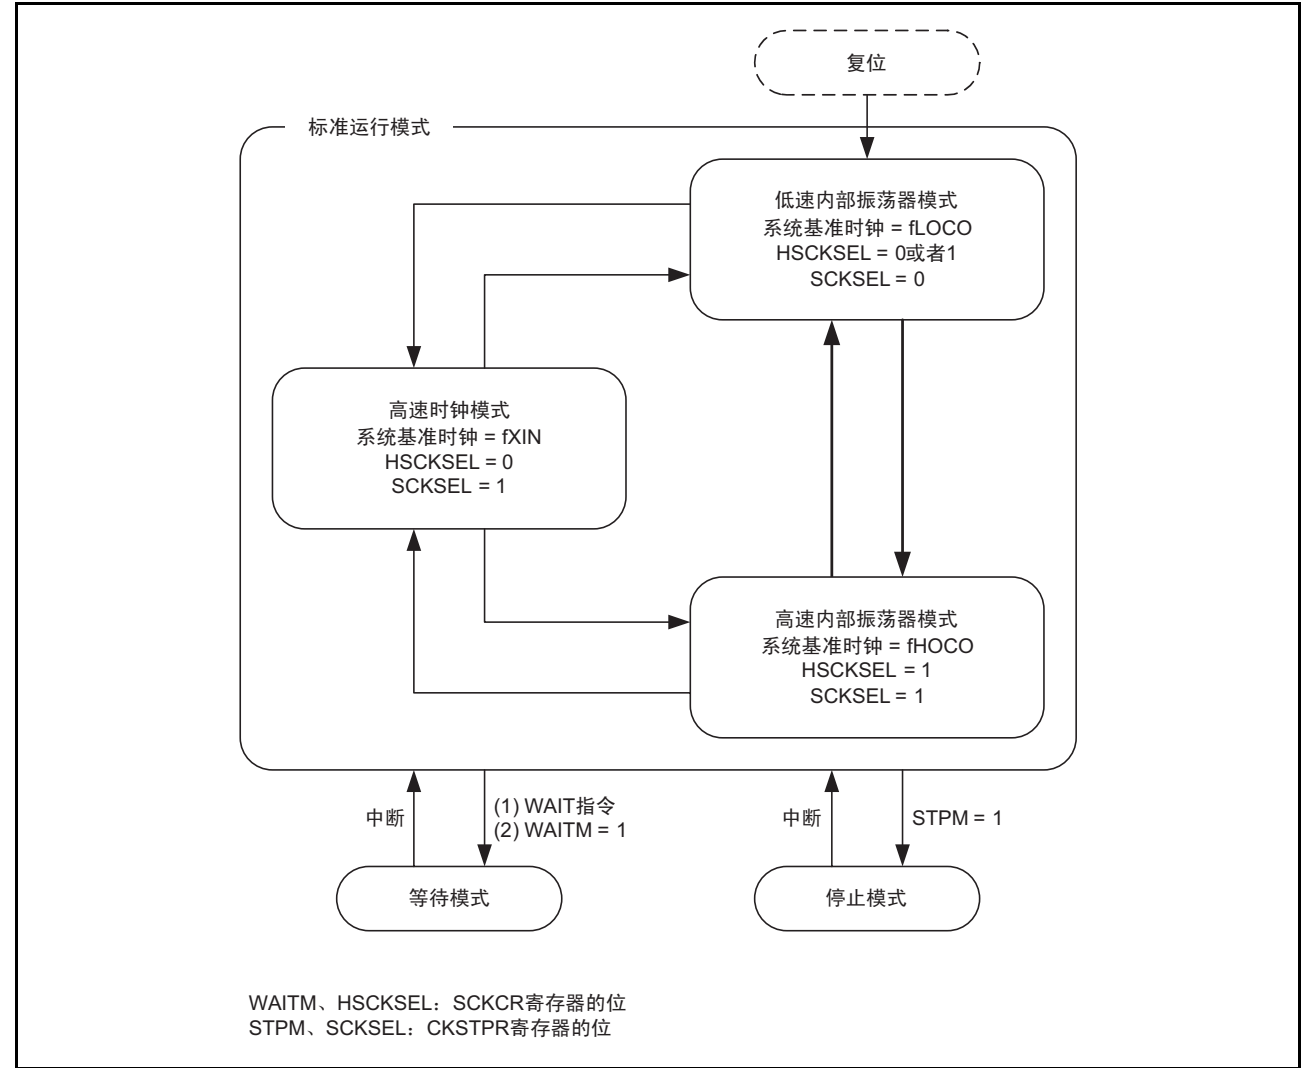 复位
标准运行模式
低速内部振荡器模式
系统基准时钟 = fLOCO
HSCKSEL = 0或者1
SCKSEL = 0
高速时钟模式
系统基准时钟 = fXIN
HSCKSEL = 0
SCKSEL = 1
高速内部振荡器模式
系统基准时钟 = fHOCO
HSCKSEL = 1
SCKSEL = 1
中断
(1) WAIT指令
(2) WAITM = 1
中断
STPM = 1
等待模式
停止模式
WAITM、HSCKSEL：SCKCR寄存器的位
STPM、SCKSEL：CKSTPR寄存器的位